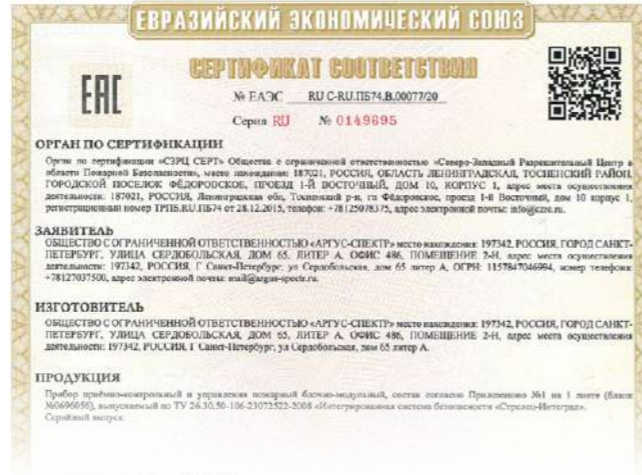 ЕВРАЗИЙСКИЙ ЭКОНОМИЧЕСКИЙ СОЮЗ
СЕРТИФИКАТ СООТВЕТСТВИЯ
EAC
№ ЕАЭС RU C-RU.ПБ74.В.00077/20
Серия RU № 0149695
ОРГАН ПО СЕРТИФИКАЦИИ
Орган по сертификации «СЗРЦ СЕРТ» Общества с ограниченной ответственностью «Северо-Западный Разрешительный Центр в
области Пожарной Безопасности», место нахождения: 187021, РОССИЯ, ОБЛАСТЬ ЛЕНИНГРАДСКАЯ, ТОСНЕНСКИЙ РАЙОН,
ГОРОДСКОЙ ПОСЕЛОК ФЁДОРОВСКОЕ, ПРОЕЗД 1-Й ВОСТОЧНЫЙ, ДОМ 10, КОРПУС 1, адрес места осуществления
деятельности: 187021, РОССИЯ, Ленинградская обл, Тосненский р-н, гп Фёдоровское, проезд 1-й Восточный, дом 10 корпус 1,
регистрационный номер ТРПБ.RU.ПБ74 от 28.12.2015, телефон: +78125078375, адрес электронной почты:
ЗАЯВИТЕЛЬ
ОБЩЕСТВО С ОГРАНИЧЕННОЙ ОТВЕТСТВЕННОСТЬЮ «АРГУС-СПЕКТР» место нахождения: 197342, РОССИЯ, ГОРОД САНКТ-
ПЕТЕРБУРГ, УЛИЦА СЕРДОБОЛЬСКАЯ, ДОМ 65, ЛИТЕР А, ОФИС 486, ПОМЕЩЕНИЕ 2-Н, адрес места осуществления
деятельности: 197342, РОССИЯ, Г Санкт-Петербург, ул Сердобольская, дом 65 литер А, ОГРН: 1157847046994, номер телефона:
+78127037500, адрес электронной почты: mail@argus-spectr.ru.
ИЗГОТОВИТЕЛЬ
ОБЩЕСТВО С ОГРАНИЧЕННОЙ ОТВЕТСТВЕННОСТЬЮ «АРГУС-СПЕКТР» место нахождения: 197342, РОССИЯ, ГОРОД САНКТ-
ПЕТЕРБУРГ, УЛИЦА СЕРДОБОЛЬСКАЯ, ДОМ 65, ЛИТЕР А, ОФИС 486, ПОМЕЩЕНИЕ 2-Н, адрес места осуществления
деятельности: 197342, РОССИЯ, Г Санкт-Петербург, ул Сердобольская, дом 65 литер А.
ПРОДУКЦИЯ
Прибор приёмно-контрольный и управления пожарный блочно-модульный, состав согласно Приложению №1 на 1 листе (бланк
№0696056), выпускаемый по ТУ 26.30.50-106-23072522-2008 «Интегрированная система безопасности «Стрелец-Интеграл».
Серийный выпуск.